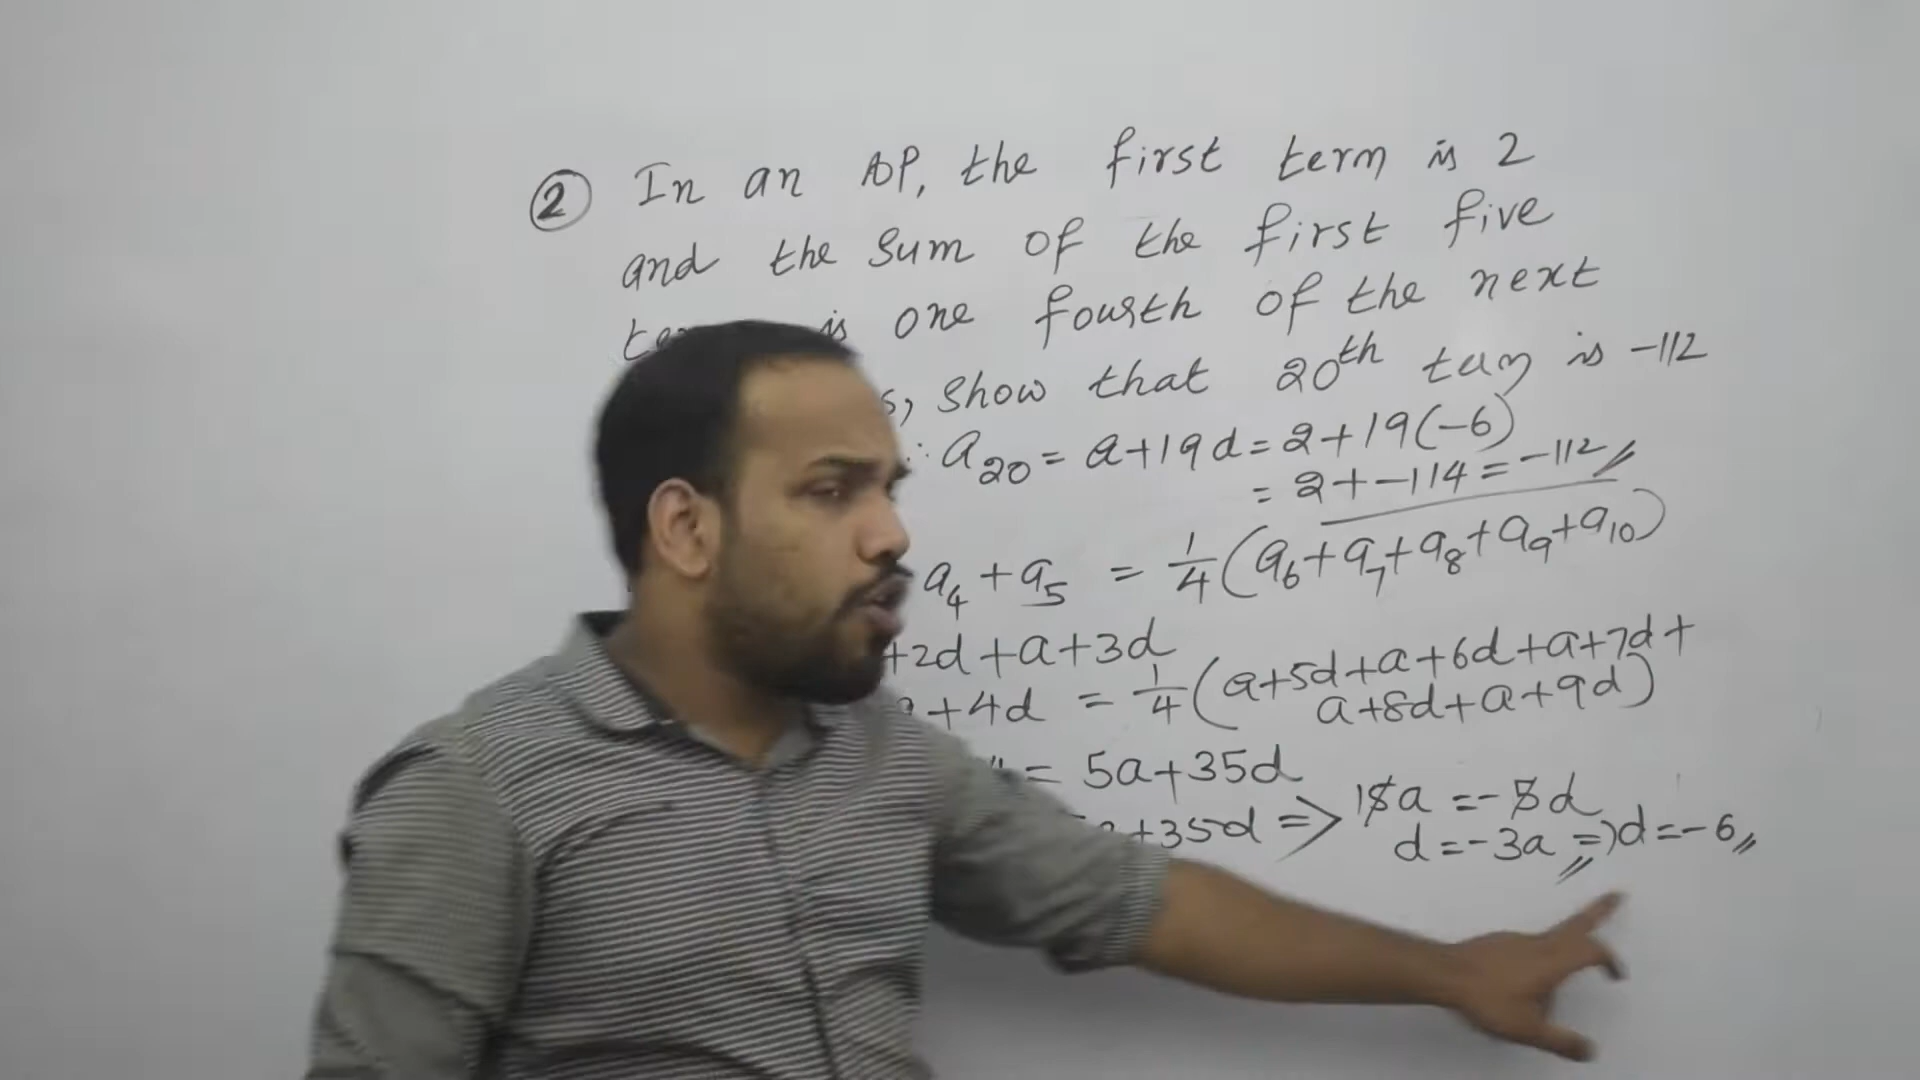 ② In an AP, the first term is 2
and the sum of the first five
is one fourth of the next
show that 20th term is -112
∴ a₂₀ = a+19d = 2+19(-6)
= 2+-114 = -112
a₄ + a₅ = 1/4 (a₆+a₇+a₈+a₉+a₁₀)
+2d+a+3d
+4d = 1/4 (a+5d+a+6d+a+7d+
a+8d+a+9d)
= 5a+35d
+35d => 15a = -5d
d = -3a => d = -6